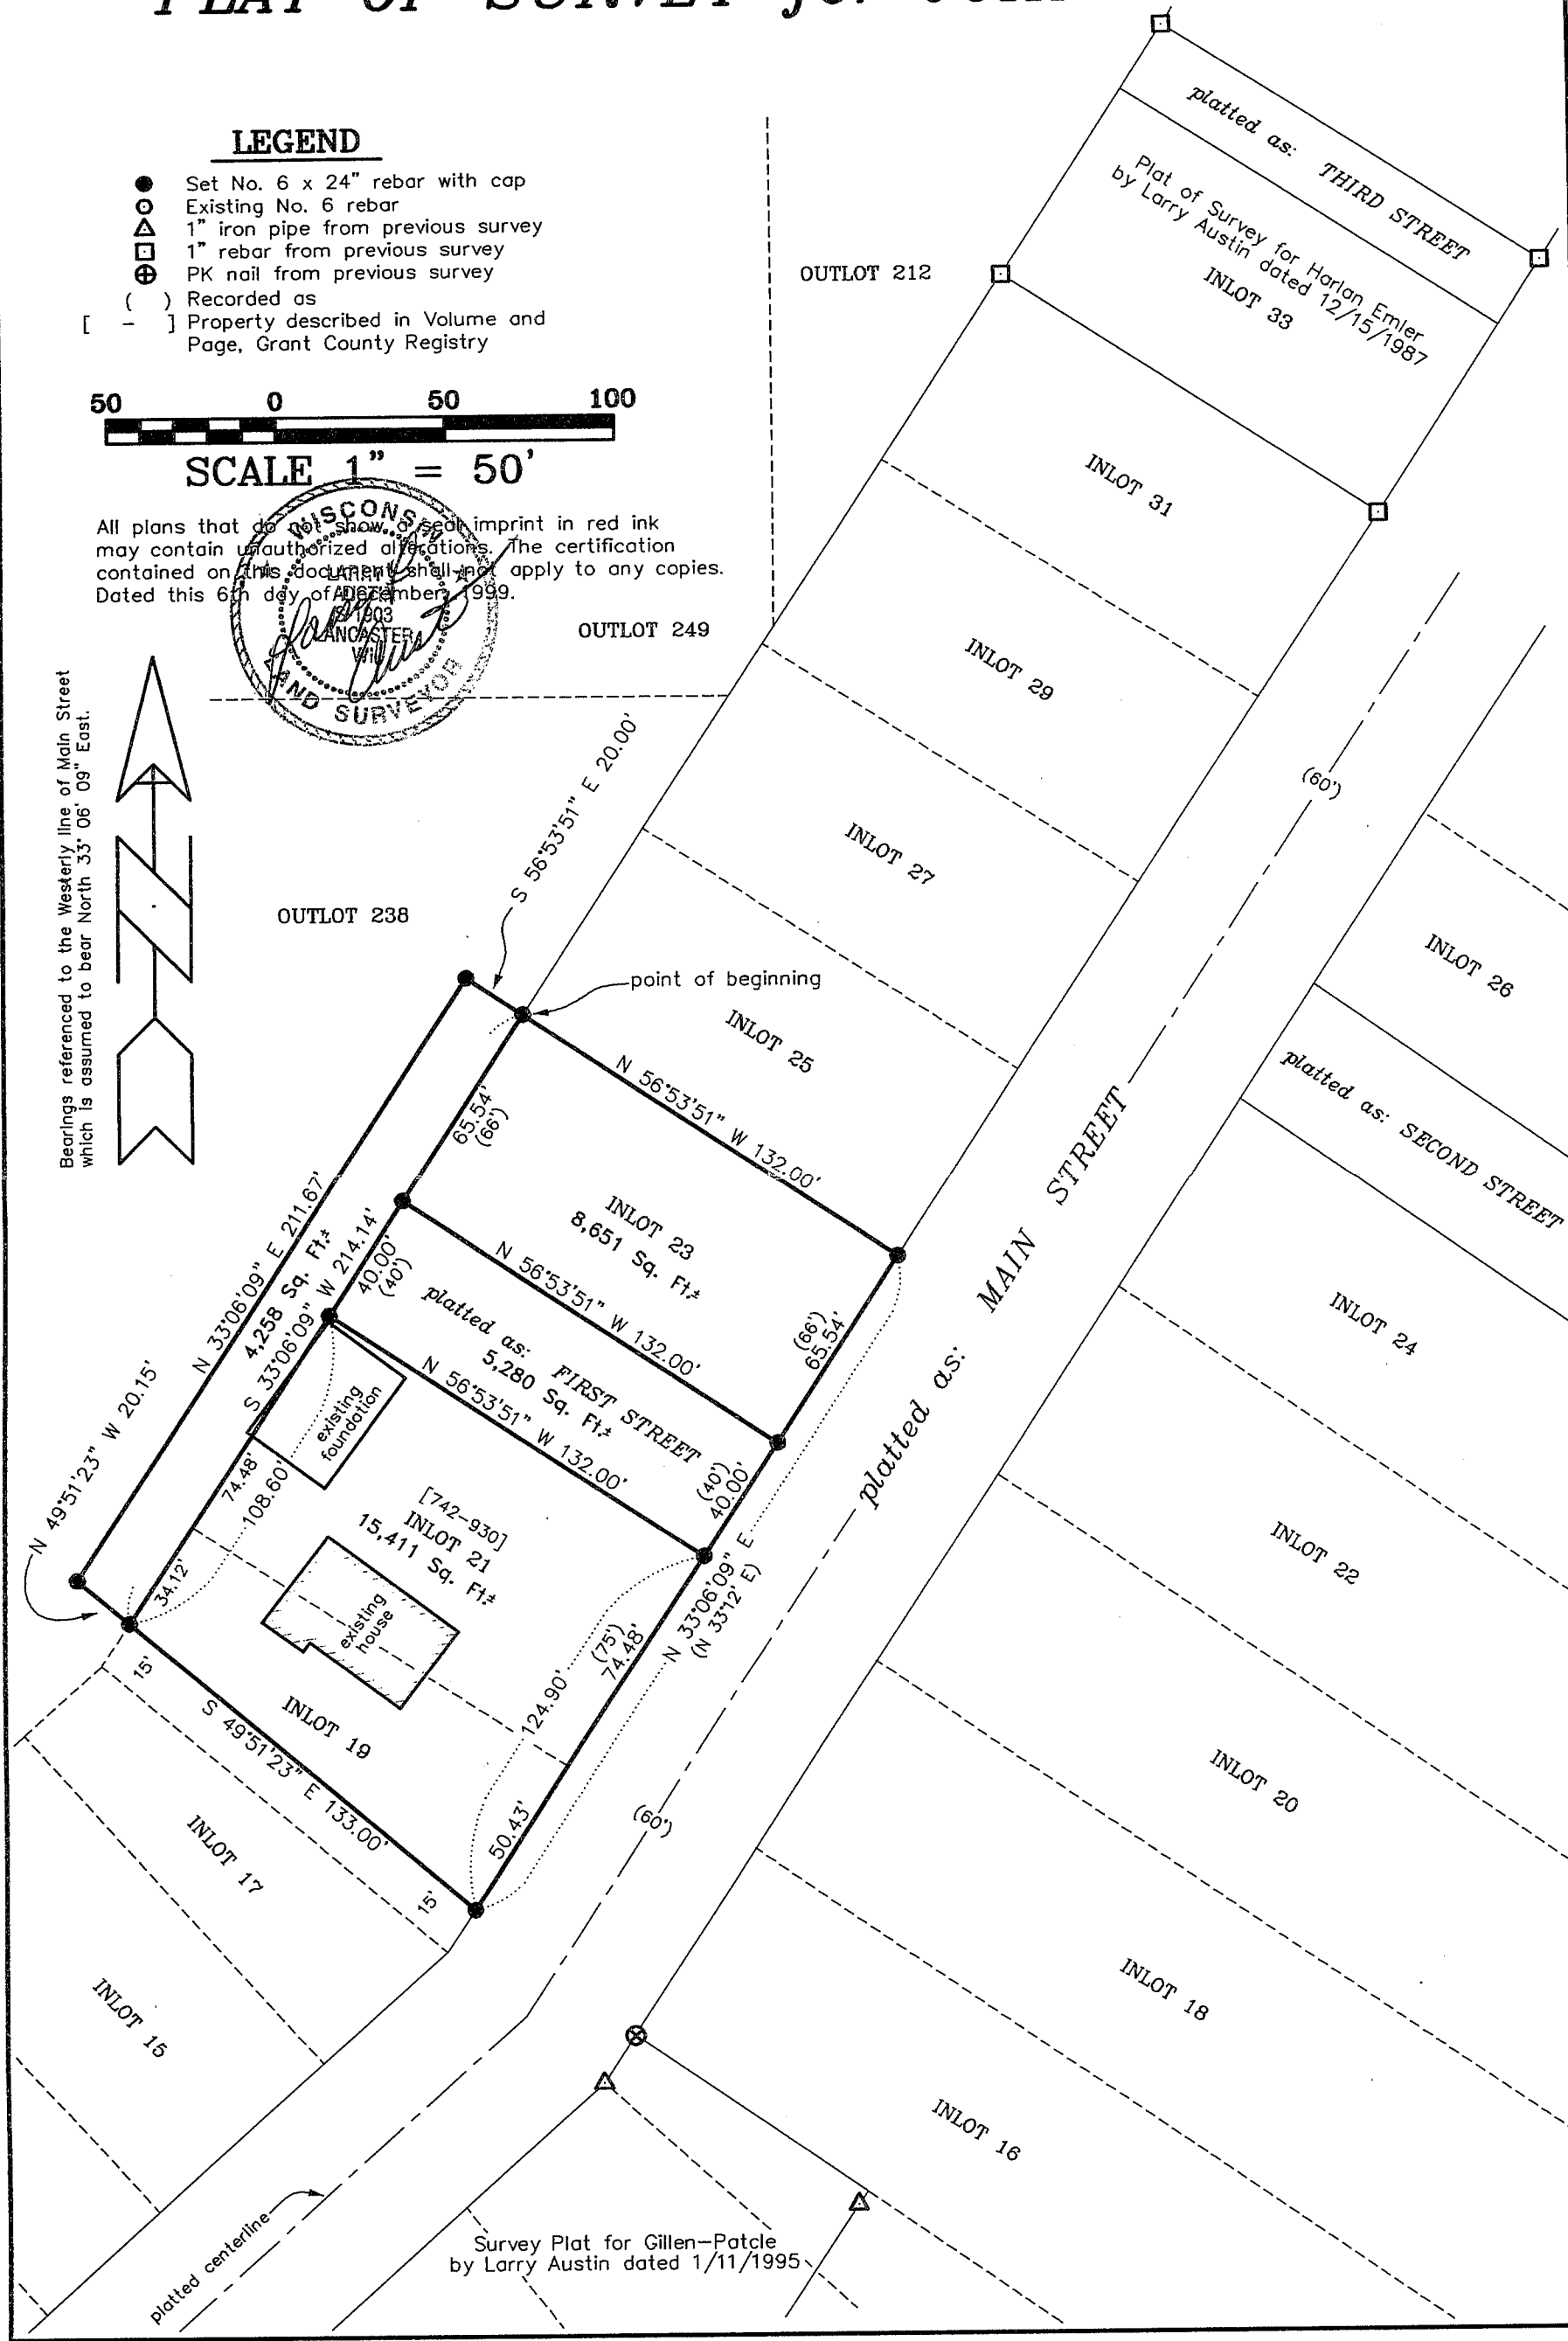 PLAT OF SURVEY for
LEGEND
Set No. 6 x 24" rebar with cap
Existing No. 6 rebar
1" iron pipe from previous survey
1" rebar from previous survey
PK nail from previous survey
( ) Recorded as
[ - ] Property described in Volume and
Page, Grant County Registry
50 0 50 100
SCALE 1" = 50'
All plans that do not show a seal imprint in red ink
may contain unauthorized alterations. The certification
contained on this document shall not apply to any copies.
Dated this 6th day of December, 1999.
WISCONSIN
LARRY
AUSTIN
S-1903
LANCASTER
WI
LAND SURVEYOR
Bearings referenced to the Westerly line of Main Street
which is assumed to bear North 33° 06' 09" East.
platted as: THIRD STREET
Plat of Survey for Harlan Emler
by Larry Austin dated 12/15/1987
INLOT 33
OUTLOT 212
INLOT 31
OUTLOT 249
INLOT 29
(60')
S 56°53'51" E 20.00'
INLOT 27
OUTLOT 238
INLOT 26
point of beginning
INLOT 25
N 56°53'51" W 132.00'
platted as: SECOND STREET
65.54'
(66')
MAIN STREET
platted as:
INLOT 23
8,651 Sq. Ft.±
N 33°06'09" E 211.67'
4,258 Sq. Ft.±
S 33°06'09" W 214.14'
40.00'
(40')
N 56°53'51" W 132.00'
(66')
65.54'
INLOT 24
platted as: FIRST STREET
5,280 Sq. Ft.±
N 56°53'51" W 132.00'
N 49°51'23" W 20.15'
existing
foundation
(40')
40.00'
74.48'
108.60'
34.12'
[742-930]
INLOT 21
15,411 Sq. Ft.±
existing
house
N 33°06'09" E
(N 33°12' E)
INLOT 22
(75')
74.48'
124.90'
15'
INLOT 19
S 49°51'23" E 133.00'
50.43'
(60')
INLOT 20
INLOT 17
15'
INLOT 18
INLOT 15
INLOT 16
platted centerline
Survey Plat for Gillen-Patcle
by Larry Austin dated 1/11/1995